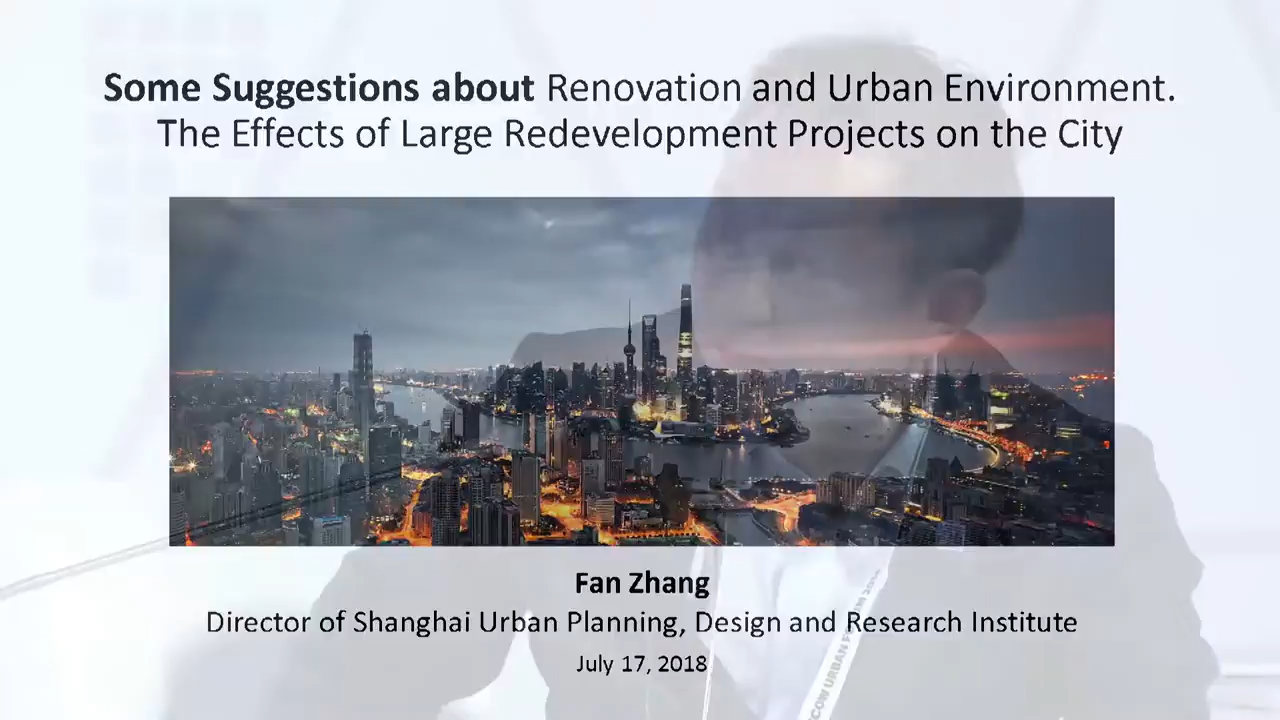 Some Suggestions about Renovation and Urban Environment.
The Effects of Large Redevelopment Projects on the City
Fan Zhang
Director of Shanghai Urban Planning, Design and Research Institute
July 17, 2018
URBAN